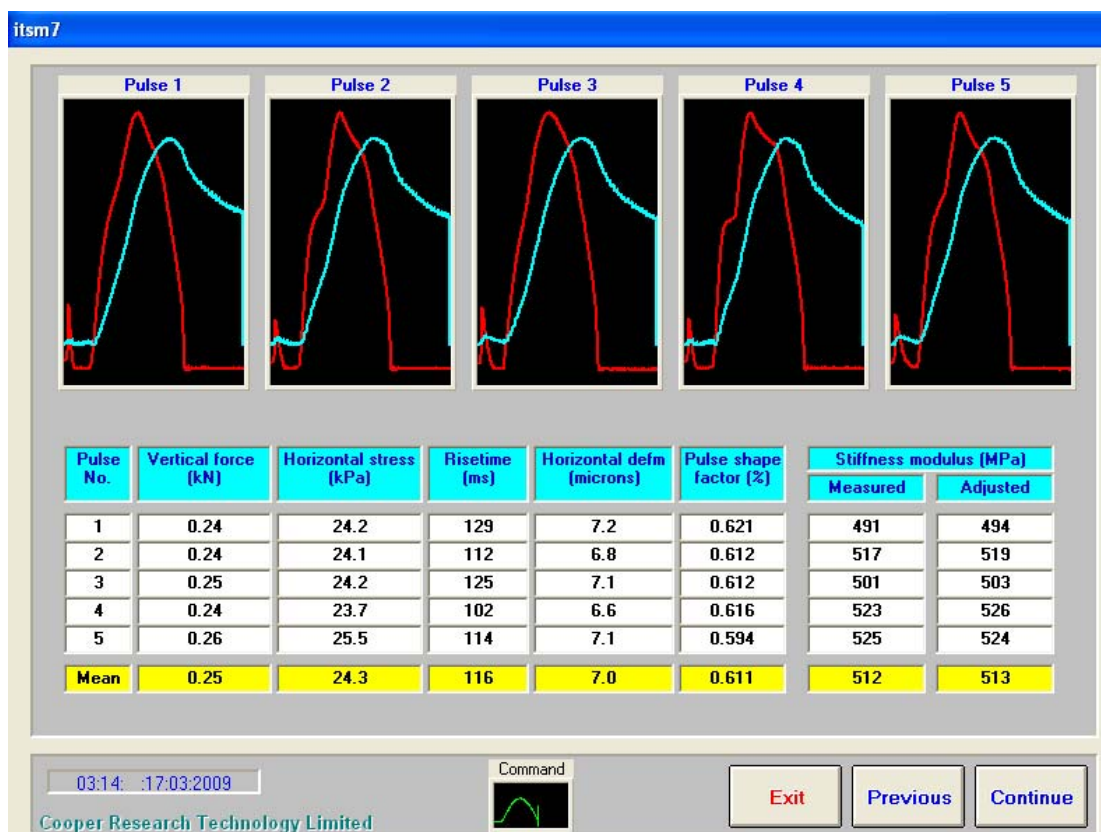 itsm7
Pulse 1 Pulse 2 Pulse 3 Pulse 4 Pulse 5
Pulse No. Vertical force (kN) Horizontal stress (kPa) Risetime (ms) Horizontal defm (microns) Pulse shape factor (%) Stiffness modulus (MPa)
Measured Adjusted
1 0.24 24.2 129 7.2 0.621 491 494
2 0.24 24.1 112 6.8 0.612 517 519
3 0.25 24.2 125 7.1 0.612 501 503
4 0.24 23.7 102 6.6 0.616 523 526
5 0.26 25.5 114 7.1 0.594 525 524
Mean 0.25 24.3 116 7.0 0.611 512 513
03:14: :17:03:2009
Command
Exit Previous Continue
Cooper Research Technology Limited